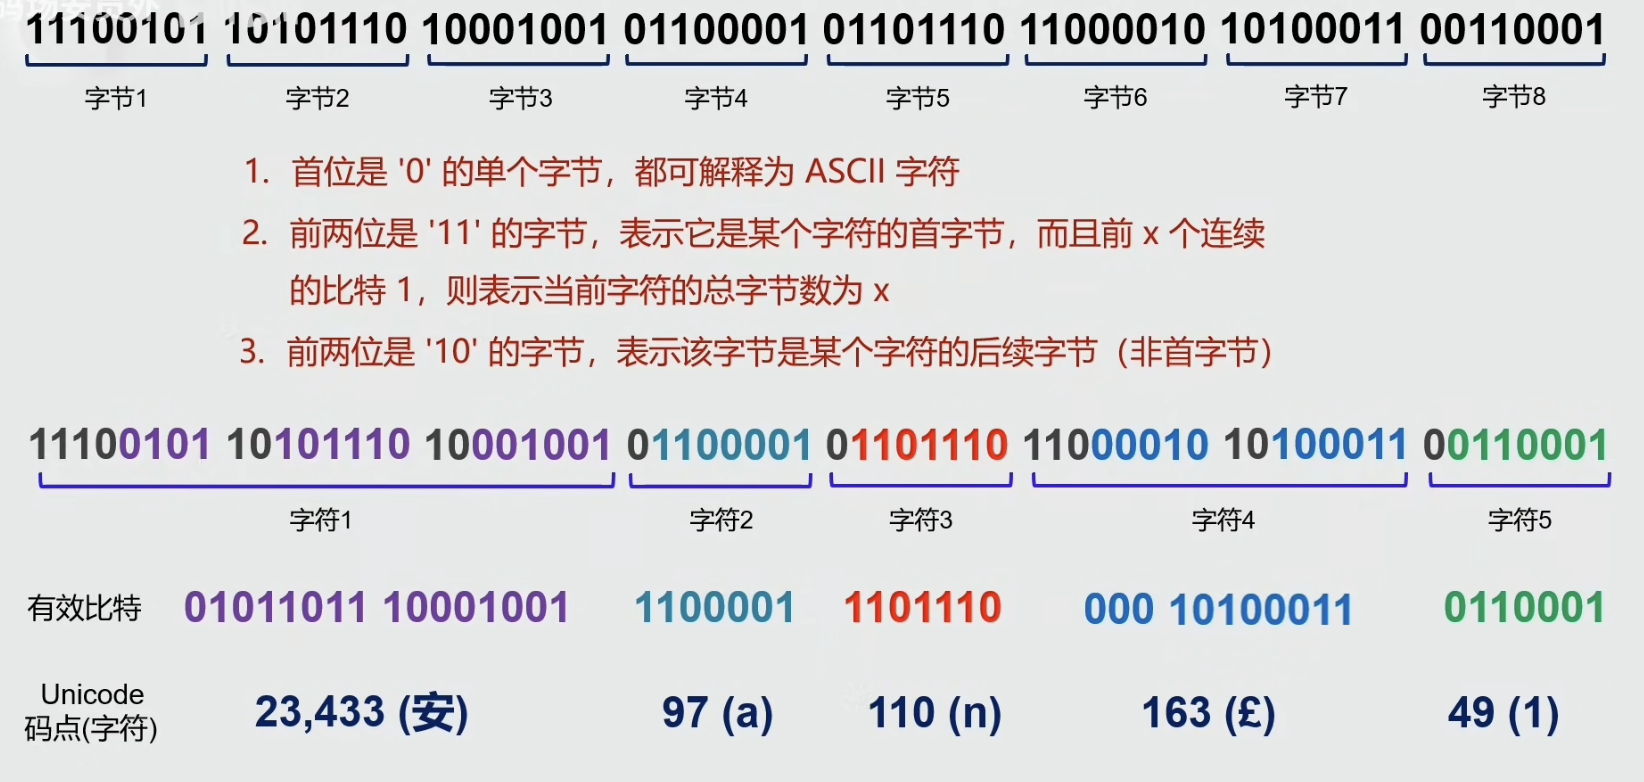 11100101 10101110 10001001 01100001 01101110 11000010 10100011 00110001
字节1 字节2 字节3 字节4 字节5 字节6 字节7 字节8
1. 首位是 '0' 的单个字节，都可解释为 ASCII 字符
2. 前两位是 '11' 的字节，表示它是某个字符的首字节，而且前 x 个连续
的比特 1，则表示当前字符的总字节数为 x
3. 前两位是 '10' 的字节，表示该字节是某个字符的后续字节（非首字节）
11100101 10101110 10001001 01100001 01101110 11000010 10100011 00110001
字符1 字符2 字符3 字符4 字符5
有效比特 01011011 10001001 1100001 1101110 000 10100011 0110001
Unicode
码点(字符) 23,433 (安) 97 (a) 110 (n) 163 (£) 49 (1)